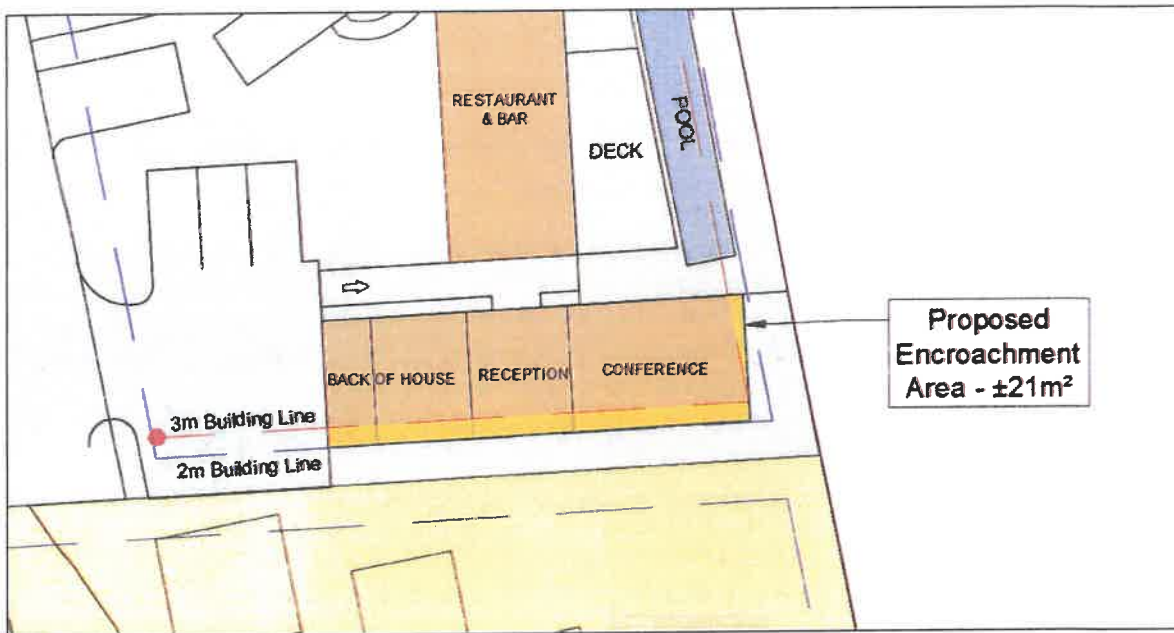 RESTAURANT
& BAR
DECK
POOL
BACK OF HOUSE
RECEPTION
CONFERENCE
3m Building Line
2m Building Line
Proposed
Encroachment
Area - ±21m²